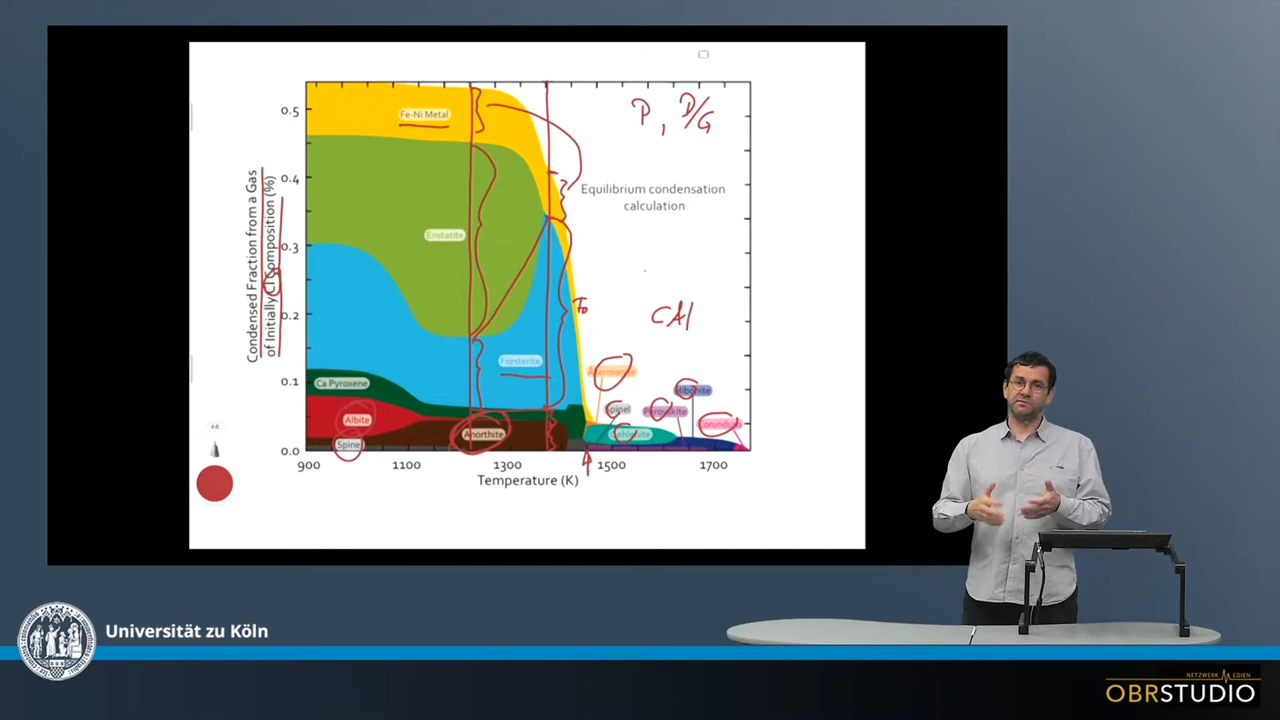 0.5
0.4
0.3
0.2
0.1
0.0
900
1100
1300
1500
1700
Temperature (K)
Condensed Fraction from a Gas
of Initially CI Composition (%)
Fe-Ni Metal
P, D/G
Equilibrium condensation
calculation
Enstatite
Fo
CAI
Forsterite
Ca Pyroxene
Albite
Spinel
Anorthite
Spinel
Perovskite
Hibonite
Gehlenite
Corundum
Universität zu Köln
NETZWERK MEDIEN
OBRSTUDIO